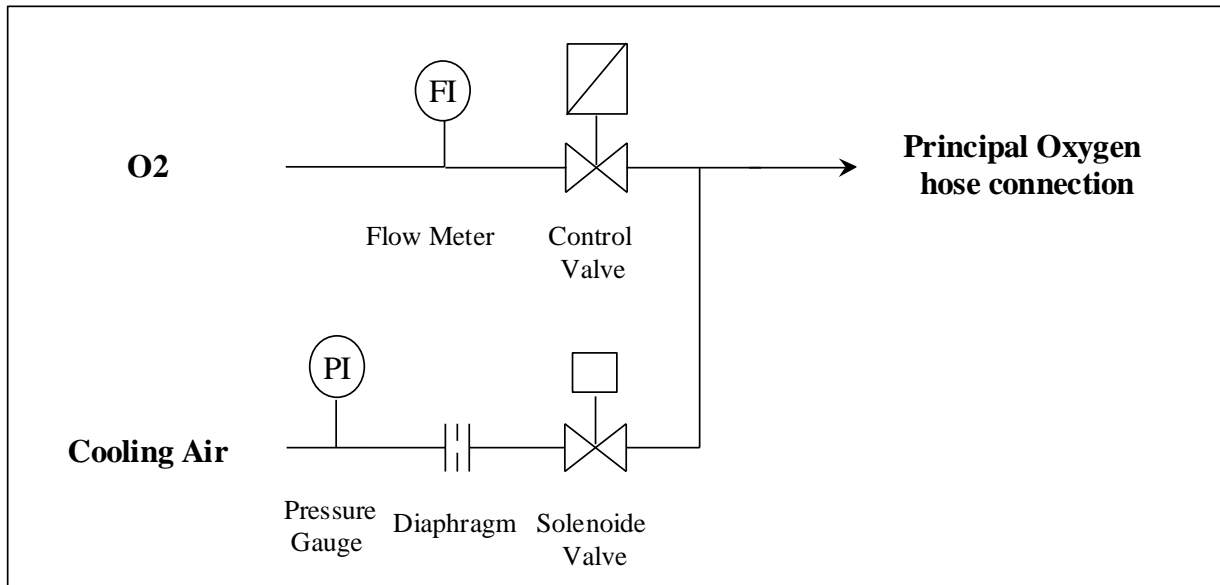 FI
O2
Principal Oxygen
hose connection
Flow Meter
Control
Valve
PI
Cooling Air
Pressure
Gauge
Diaphragm
Solenoide
Valve